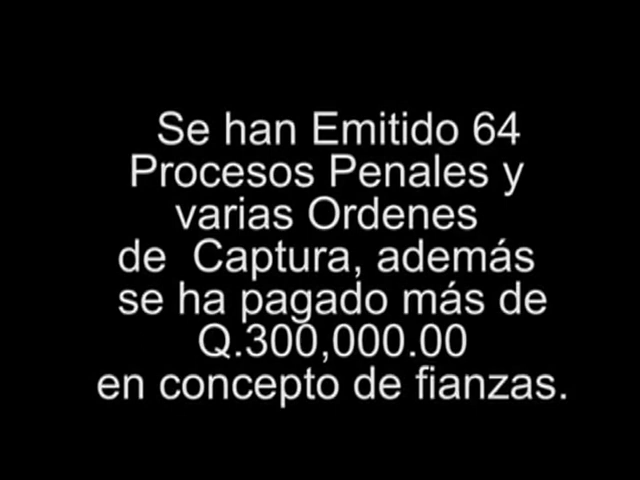 Se han Emitido 64
Procesos Penales y
varias Ordenes
de Captura, además
se ha pagado más de
Q.300,000.00
en concepto de fianzas.